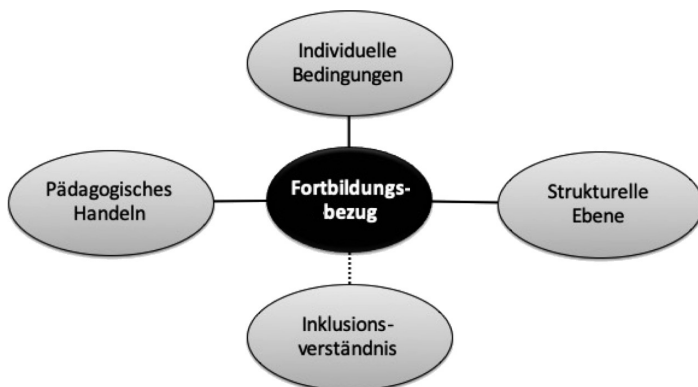 Individuelle
Bedingungen
Pädagogisches
Handeln
Fortbildungs-
bezug
Strukturelle
Ebene
Inklusions-
verständnis